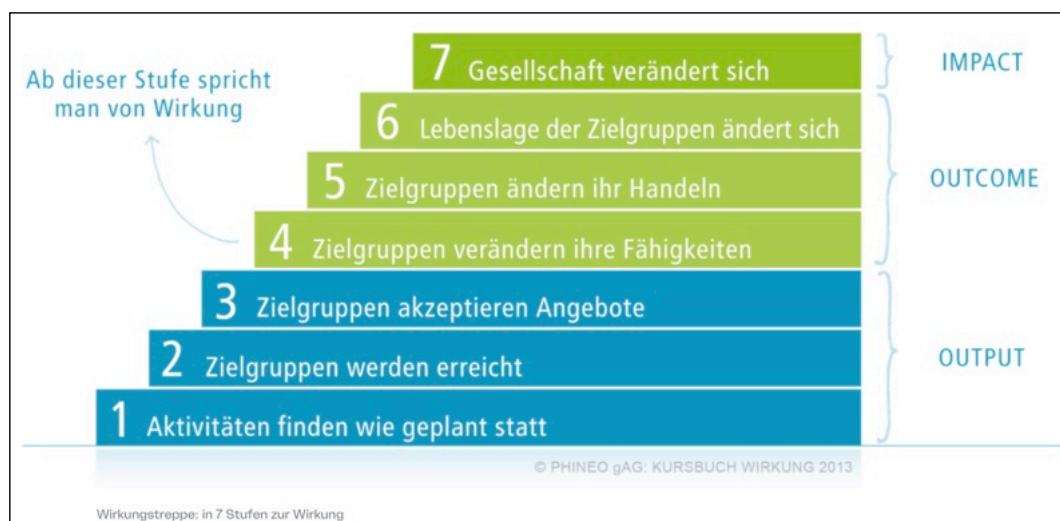 7 Gesellschaft verändert sich
IMPACT
Ab dieser Stufe spricht
man von Wirkung
6 Lebenslage der Zielgruppen ändert sich
5 Zielgruppen ändern ihr Handeln
OUTCOME
4 Zielgruppen verändern ihre Fähigkeiten
3 Zielgruppen akzeptieren Angebote
2 Zielgruppen werden erreicht
OUTPUT
1 Aktivitäten finden wie geplant statt
© PHINEO gAG: KURSBUCH WIRKUNG 2013
Wirkungstreppe: in 7 Stufen zur Wirkung